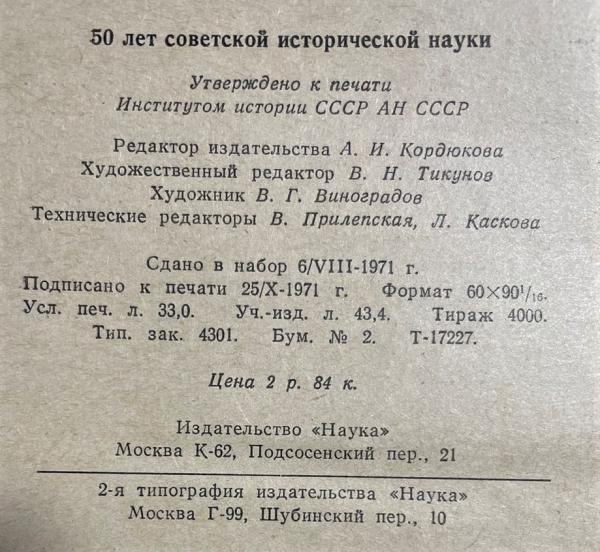 50 лет советской исторической науки
Утверждено к печати
Институтом истории СССР АН СССР
Редактор издательства А. И. Кордюкова
Художественный редактор В. Н. Тикунов
Художник В. Г. Виноградов
Технические редакторы В. Прилепская, Л. Каскова
Сдано в набор 6/VIII-1971 г.
Подписано к печати 25/X-1971 г. Формат 60×90¹/₁₆.
Усл. печ. л. 33,0. Уч.-изд. л. 43,4. Тираж 4000.
Тип. зак. 4301. Бум. № 2. Т-17227.
Цена 2 р. 84 к.
Издательство «Наука»
Москва К-62, Подсосенский пер., 21
2-я типография издательства «Наука»
Москва Г-99, Шубинский пер., 10